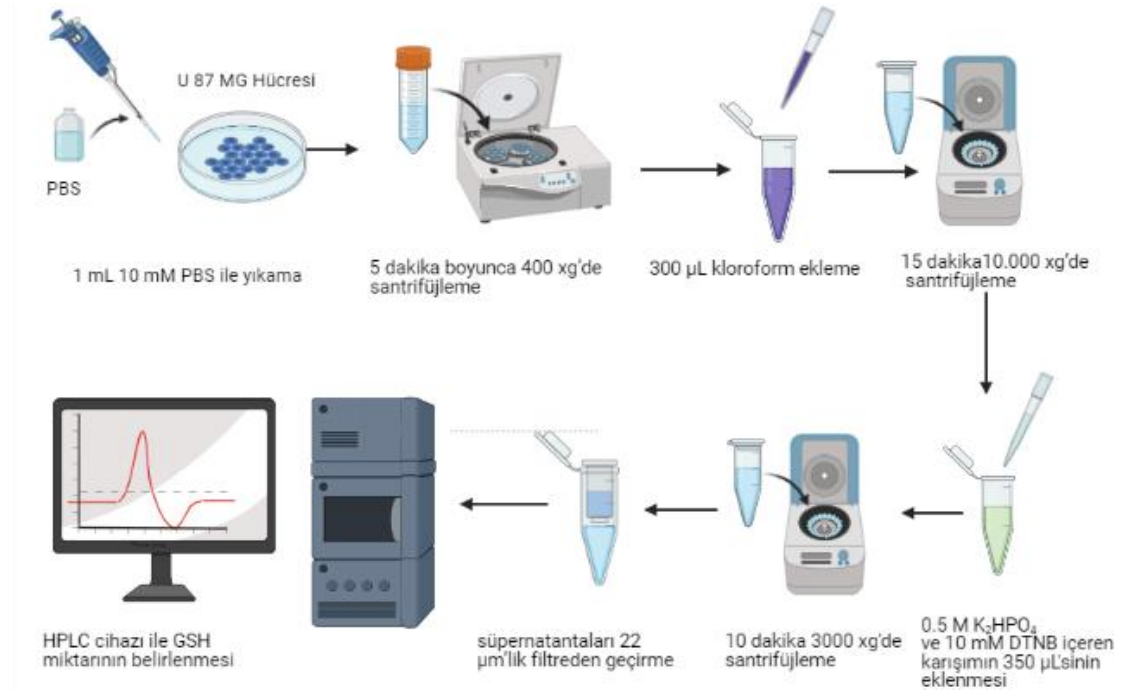 U 87 MG Hücresi
PBS
1 mL 10 mM PBS ile yıkama
5 dakika boyunca 400 xg'de
santrifüjleme
300 µL kloroform ekleme
15 dakika10.000 xg'de
santrifüjleme
0.5 M K₂HPO₄
ve 10 mM DTNB içeren
karışımın 350 µL'sinin
eklenmesi
10 dakika 3000 xg'de
santrifüjleme
süpernatantaları 22
µm'lik filtreden geçirme
HPLC cihazı ile GSH
miktarının belirlenmesi